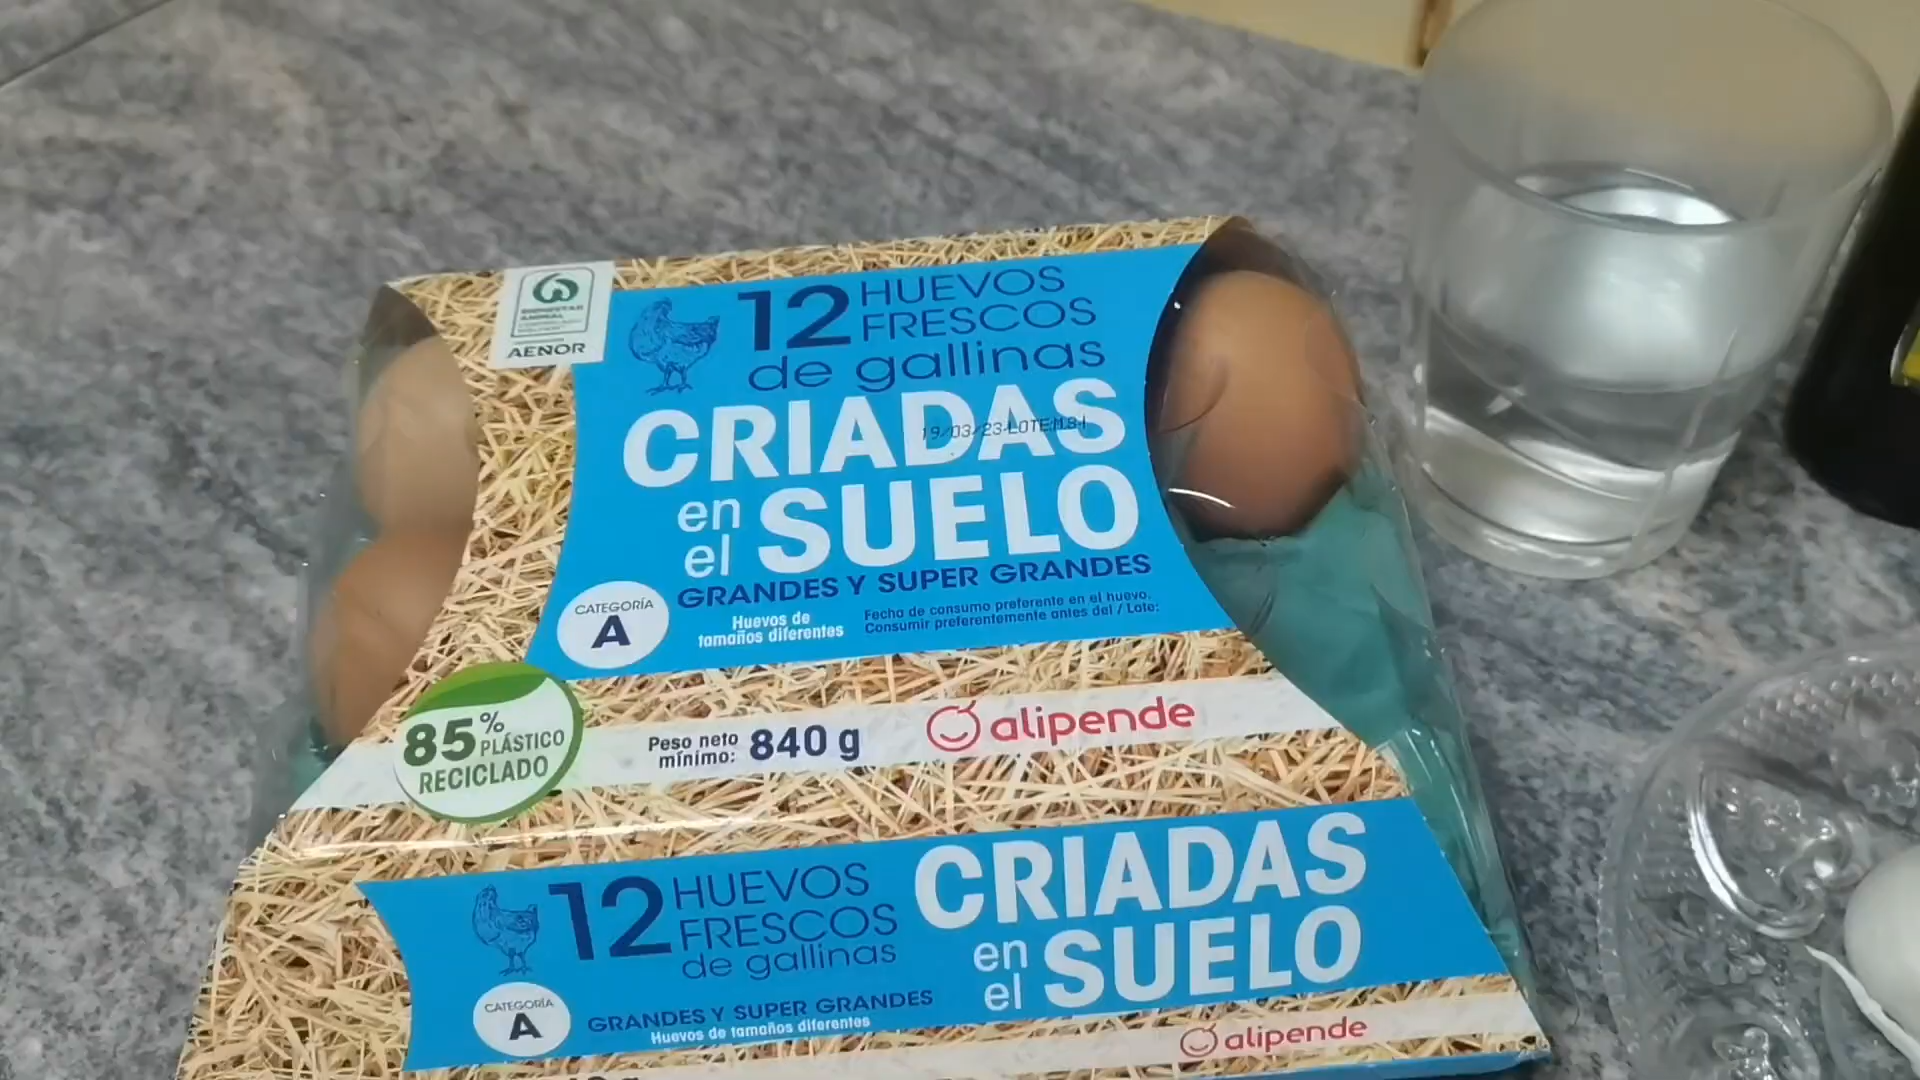 BIENESTAR
ANIMAL
AENOR
12 HUEVOS
FRESCOS
de gallinas
CRIADAS
19/03/23-LOTE:M.8-1
en
el SUELO
GRANDES Y SUPER GRANDES
CATEGORÍA
A
Huevos de
tamaños diferentes
Fecha de consumo preferente en el huevo.
Consumir preferentemente antes del / Lote:
85%
PLÁSTICO
RECICLADO
Peso neto
mínimo: 840 g
alipende
12 HUEVOS
FRESCOS
de gallinas
CRIADAS
en
el SUELO
CATEGORÍA
A
GRANDES Y SUPER GRANDES
Huevos de tamaños diferentes
alipende